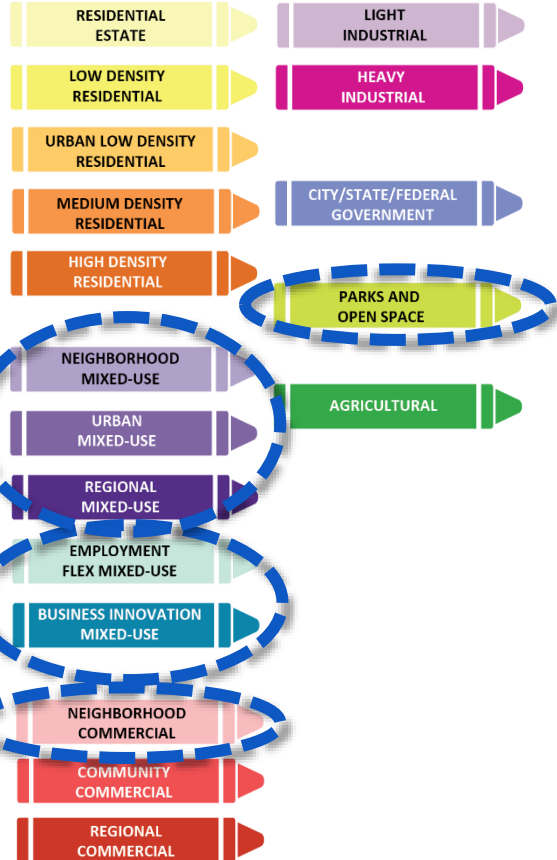 RESIDENTIAL
ESTATE
LOW DENSITY
RESIDENTIAL
URBAN LOW DENSITY
RESIDENTIAL
MEDIUM DENSITY
RESIDENTIAL
HIGH DENSITY
RESIDENTIAL
NEIGHBORHOOD
MIXED-USE
URBAN
MIXED-USE
REGIONAL
MIXED-USE
EMPLOYMENT
FLEX MIXED-USE
BUSINESS INNOVATION
MIXED-USE
NEIGHBORHOOD
COMMERCIAL
COMMUNITY
COMMERCIAL
REGIONAL
COMMERCIAL
LIGHT
INDUSTRIAL
HEAVY
INDUSTRIAL
CITY/STATE/FEDERAL
GOVERNMENT
PARKS AND
OPEN SPACE
AGRICULTURAL